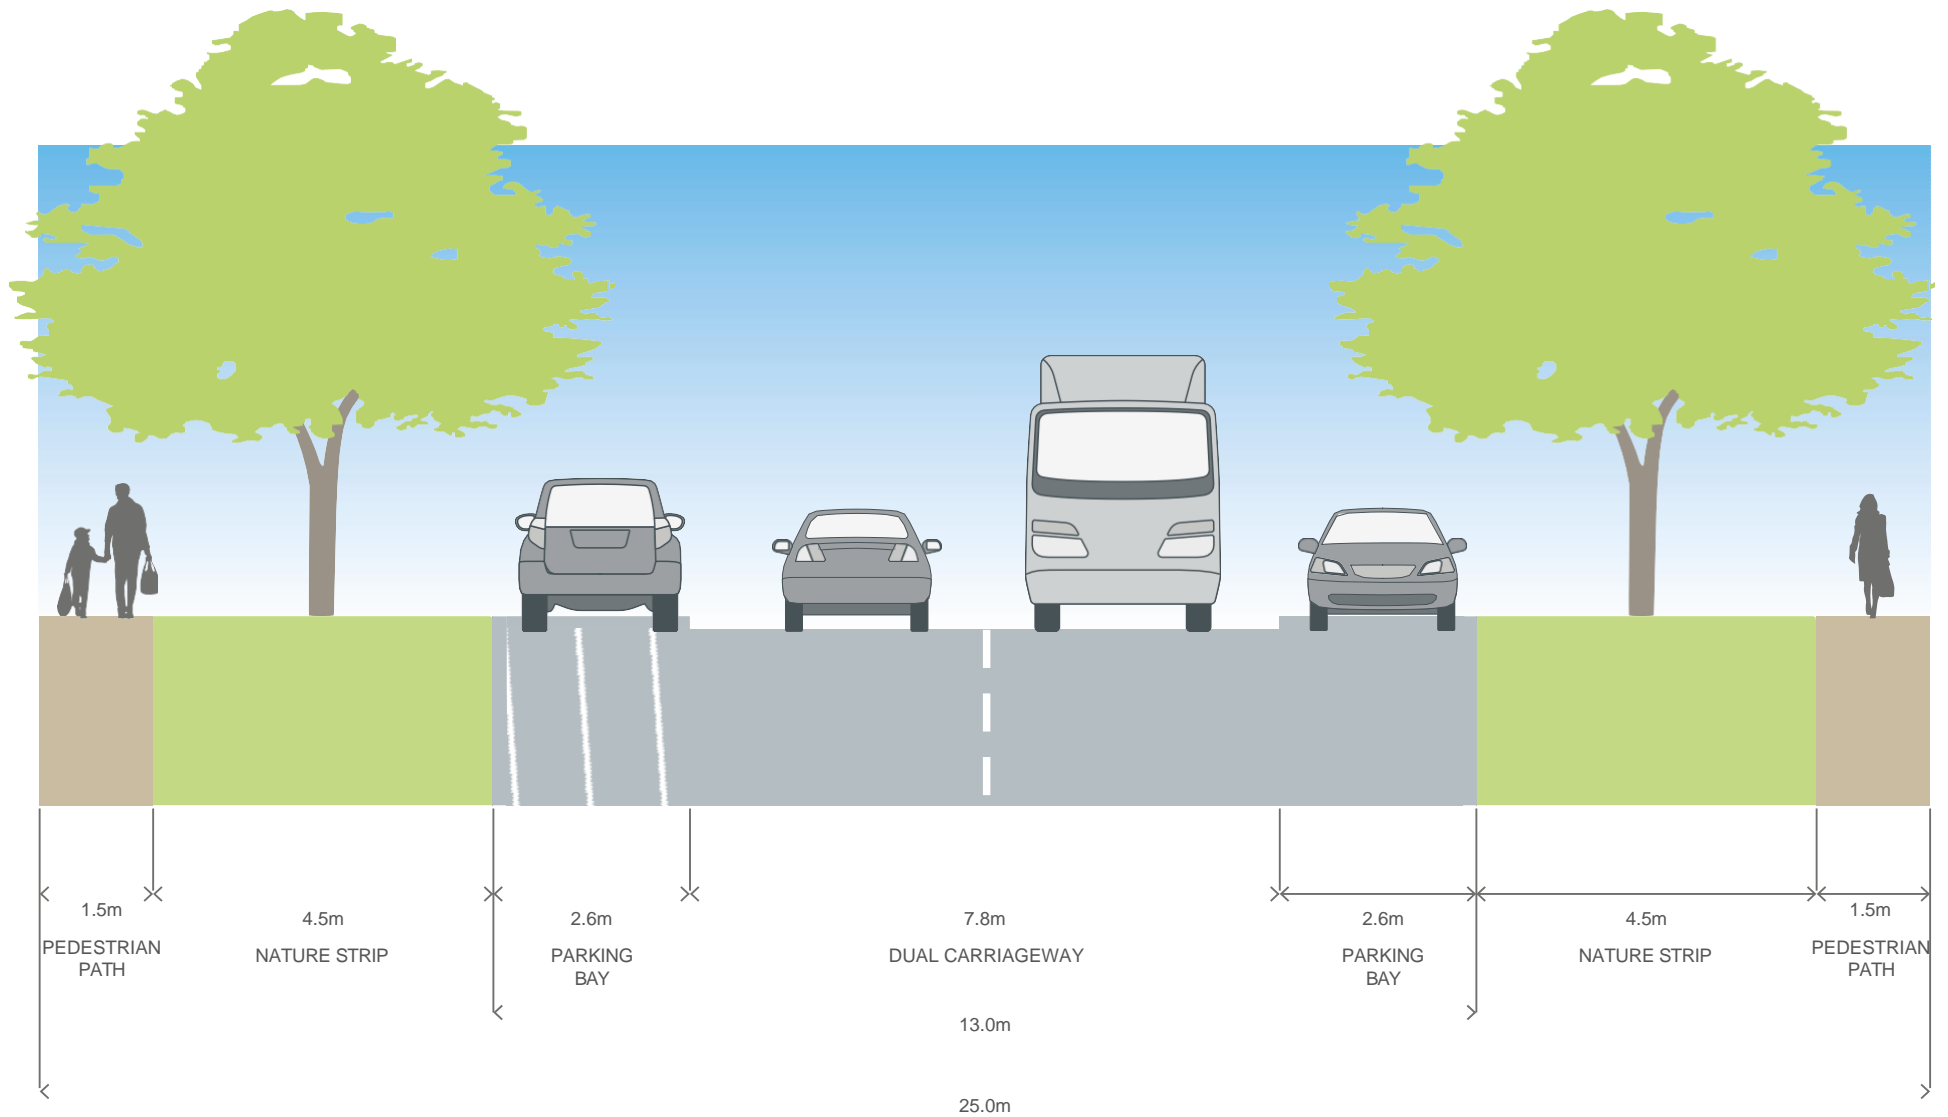 1.5m
PEDESTRIAN
PATH
4.5m
NATURE STRIP
2.6m
PARKING
BAY
7.8m
DUAL CARRIAGEWAY
2.6m
PARKING
BAY
4.5m
NATURE STRIP
1.5m
PEDESTRIAN
PATH
13.0m
25.0m